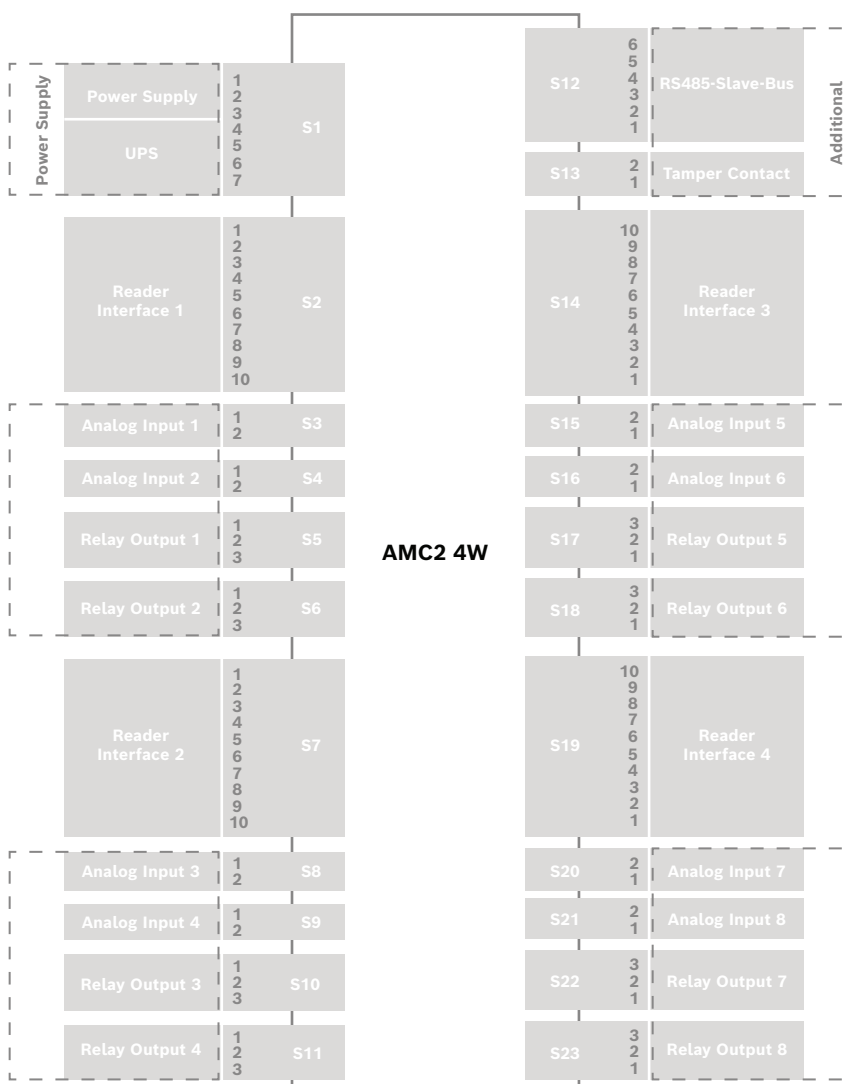 Power Supply
Power Supply
UPS
1
2
3
4
5
6
7
S1
Reader
Interface 1
1
2
3
4
5
6
7
8
9
10
S2
Analog Input 1
1
2
S3
Analog Input 2
1
2
S4
Relay Output 1
1
2
3
S5
Relay Output 2
1
2
3
S6
Reader
Interface 2
1
2
3
4
5
6
7
8
9
10
S7
Analog Input 3
1
2
S8
Analog Input 4
1
2
S9
Relay Output 3
1
2
3
S10
Relay Output 4
1
2
3
S11
AMC2 4W
S12
6
5
4
3
2
1
RS485-Slave-Bus
Additional
S13
2
1
Tamper Contact
S14
10
9
8
7
6
5
4
3
2
1
Reader
Interface 3
S15
2
1
Analog Input 5
S16
2
1
Analog Input 6
S17
3
2
1
Relay Output 5
S18
3
2
1
Relay Output 6
S19
10
9
8
7
6
5
4
3
2
1
Reader
Interface 4
S20
2
1
Analog Input 7
S21
2
1
Analog Input 8
S22
3
2
1
Relay Output 7
S23
3
2
1
Relay Output 8